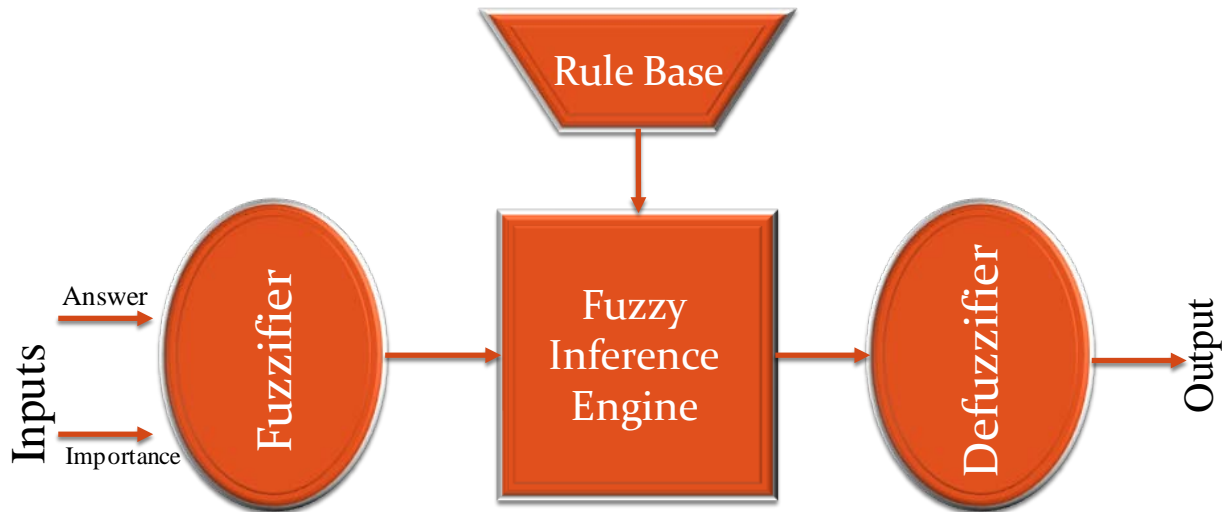 Rule Base
Inputs
Answer
Importance
Fuzzifier
Fuzzy
Inference
Engine
Defuzzifier
Output